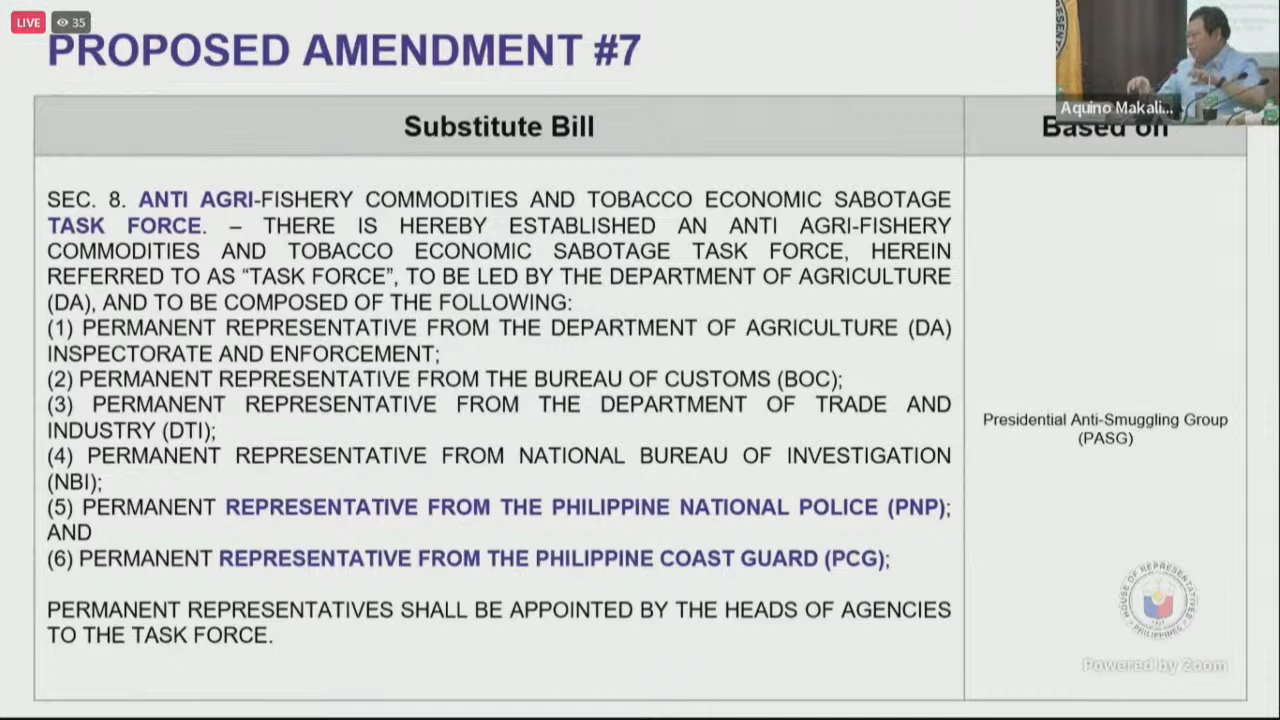 LIVE
35
PROPOSED AMENDMENT #7
Aquino Makali...
Substitute Bill
Based on
SEC. 8. ANTI AGRI-FISHERY COMMODITIES AND TOBACCO ECONOMIC SABOTAGE
TASK FORCE. – THERE IS HEREBY ESTABLISHED AN ANTI AGRI-FISHERY
COMMODITIES AND TOBACCO ECONOMIC SABOTAGE TASK FORCE, HEREIN
REFERRED TO AS “TASK FORCE”, TO BE LED BY THE DEPARTMENT OF AGRICULTURE
(DA), AND TO BE COMPOSED OF THE FOLLOWING:
(1) PERMANENT REPRESENTATIVE FROM THE DEPARTMENT OF AGRICULTURE (DA)
INSPECTORATE AND ENFORCEMENT;
(2) PERMANENT REPRESENTATIVE FROM THE BUREAU OF CUSTOMS (BOC);
(3) PERMANENT REPRESENTATIVE FROM THE DEPARTMENT OF TRADE AND
INDUSTRY (DTI);
(4) PERMANENT REPRESENTATIVE FROM NATIONAL BUREAU OF INVESTIGATION
(NBI);
(5) PERMANENT REPRESENTATIVE FROM THE PHILIPPINE NATIONAL POLICE (PNP);
AND
(6) PERMANENT REPRESENTATIVE FROM THE PHILIPPINE COAST GUARD (PCG);
PERMANENT REPRESENTATIVES SHALL BE APPOINTED BY THE HEADS OF AGENCIES
TO THE TASK FORCE.
Presidential Anti-Smuggling Group
(PASG)
HOUSE OF REPRESENTATIVES
PHILIPPINES
Powered by Zoom